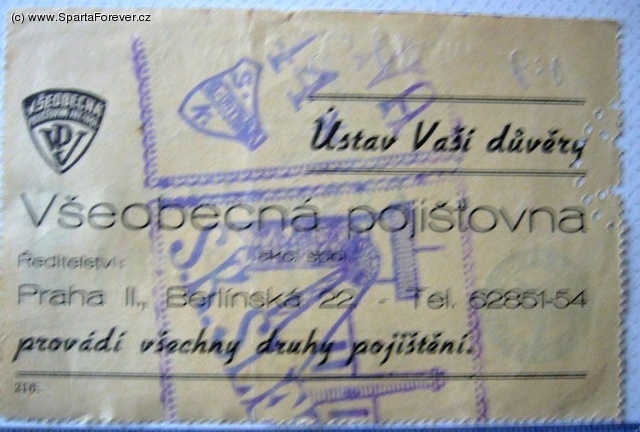 www.SpartaForever.cz
VŠEOBECNÁ
Ústav Vaší důvěry
Všeobecná pojišťovna
akc. spol.
Ředitelství:
Praha II., Berlínská 22. - Tel. 62851-54
provádí všechny druhy pojištění.
216.